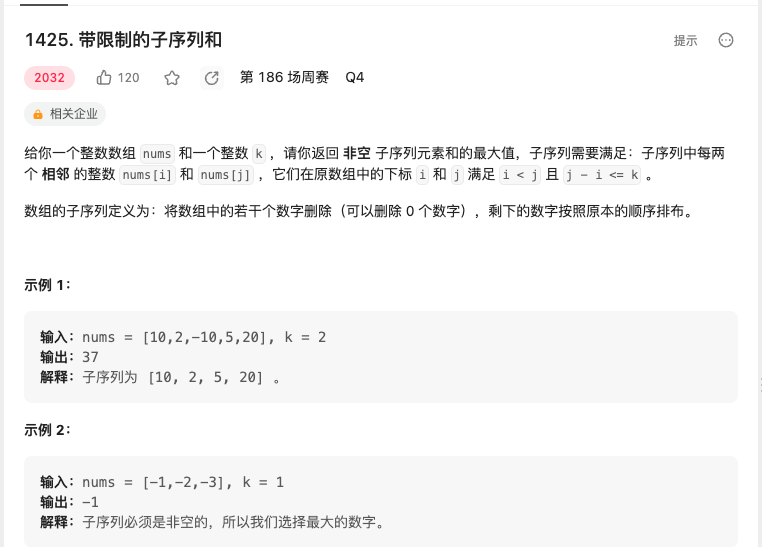 1425. 带限制的子序列和
提示
2032 120 第 186 场周赛 Q4
相关企业
给你一个整数数组 nums 和一个整数 k ，请你返回 非空 子序列元素和的最大值，子序列需要满足：子序列中每两
个 相邻 的整数 nums[i] 和 nums[j] ，它们在原数组中的下标 i 和 j 满足 i < j 且 j - i <= k 。
数组的子序列定义为：将数组中的若干个数字删除（可以删除 0 个数字），剩下的数字按照原本的顺序排布。
示例 1：
输入：nums = [10,2,-10,5,20], k = 2
输出：37
解释：子序列为 [10, 2, 5, 20] 。
示例 2：
输入：nums = [-1,-2,-3], k = 1
输出：-1
解释：子序列必须是非空的，所以我们选择最大的数字。